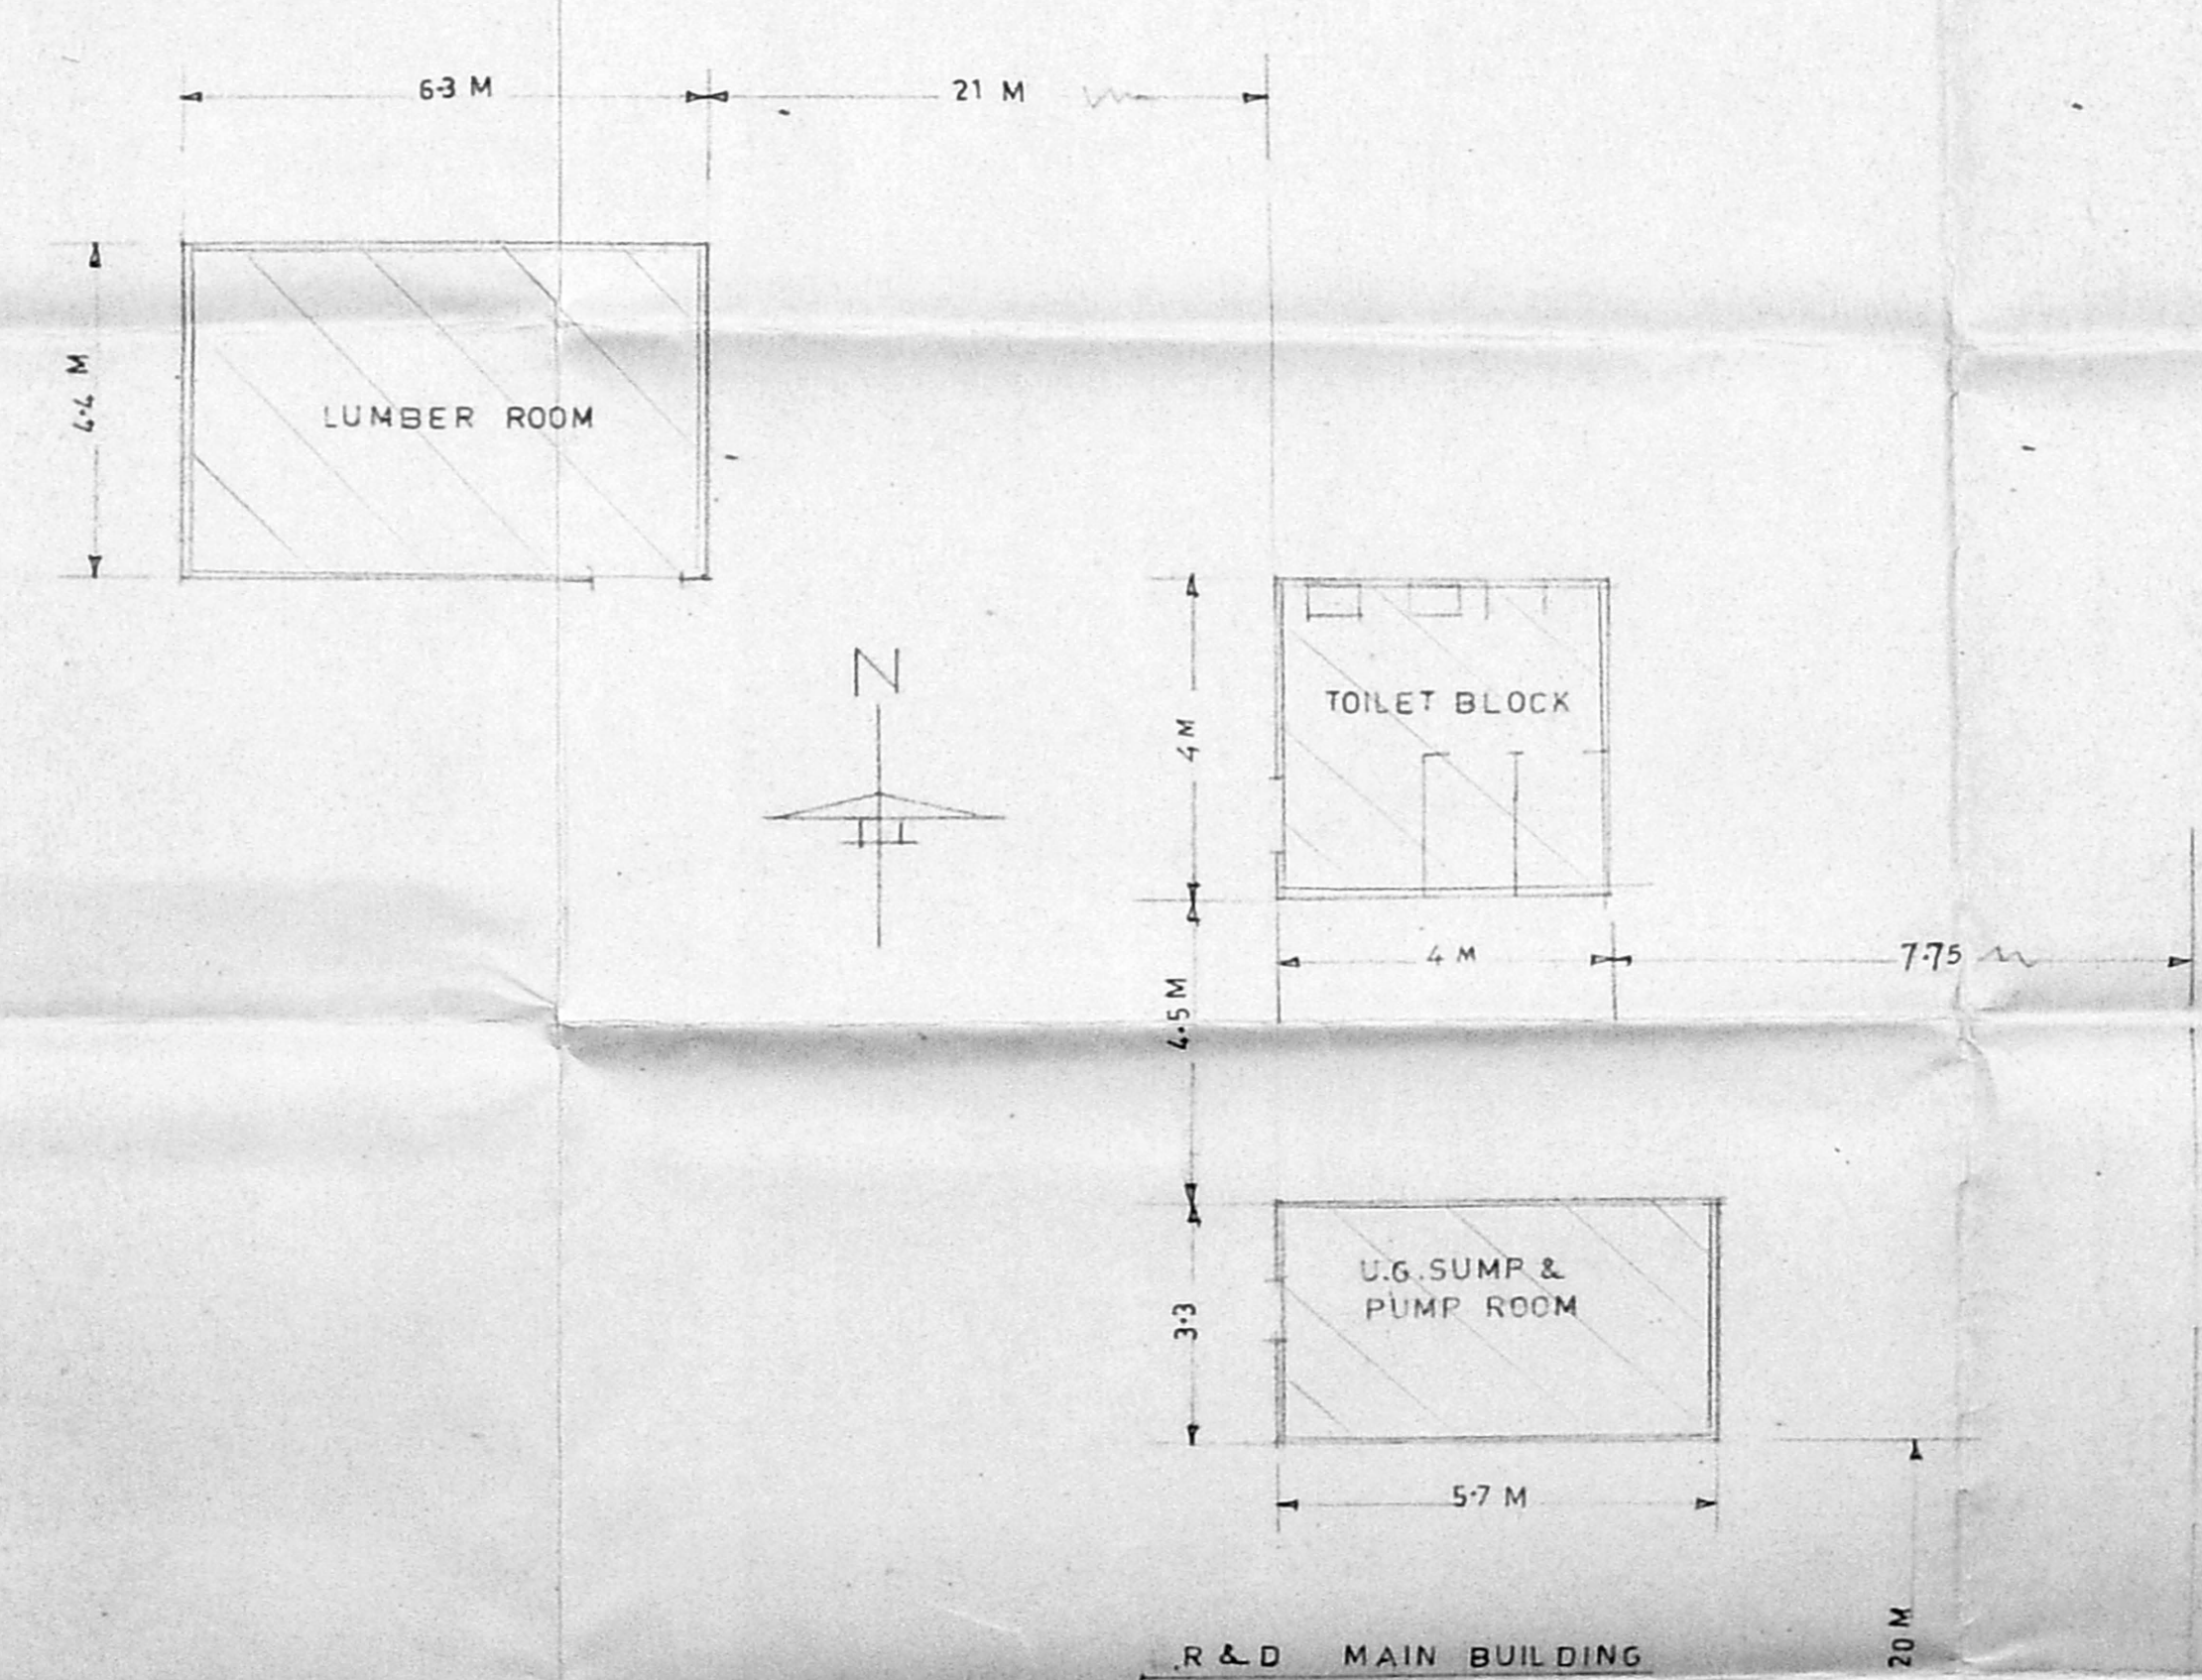 6.3 M
21 M
4.4 M
LUMBER ROOM
N
TOILET BLOCK
4 M
4 M
7.75
4.5 M
U.G. SUMP &
PUMP ROOM
3.3
5.7 M
20 M
R & D MAIN BUILDING